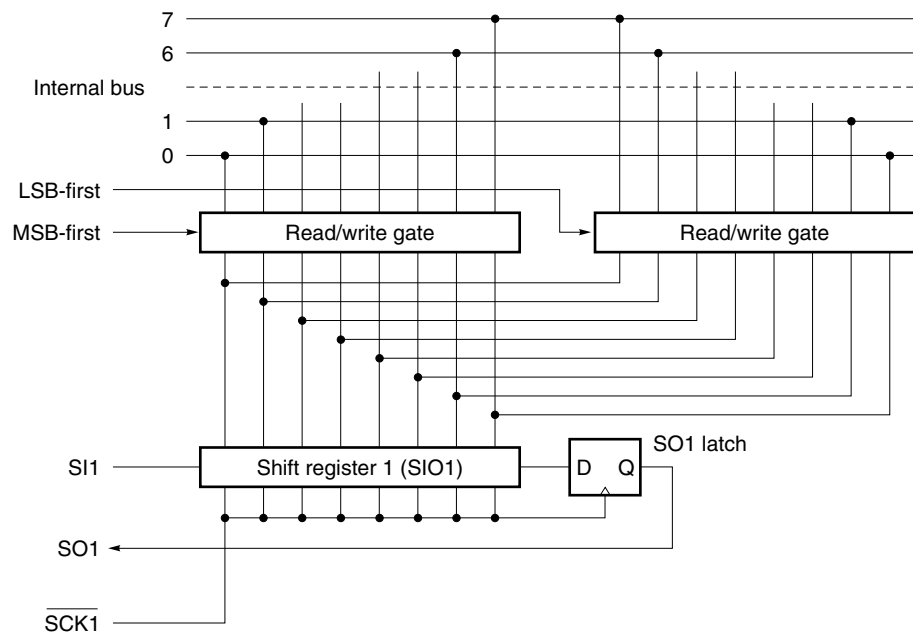 7
6
Internal bus
1
0
LSB-first
MSB-first
Read/write gate
Read/write gate
SO1 latch
SI1
Shift register 1 (SIO1)
D
Q
SO1
SCK1